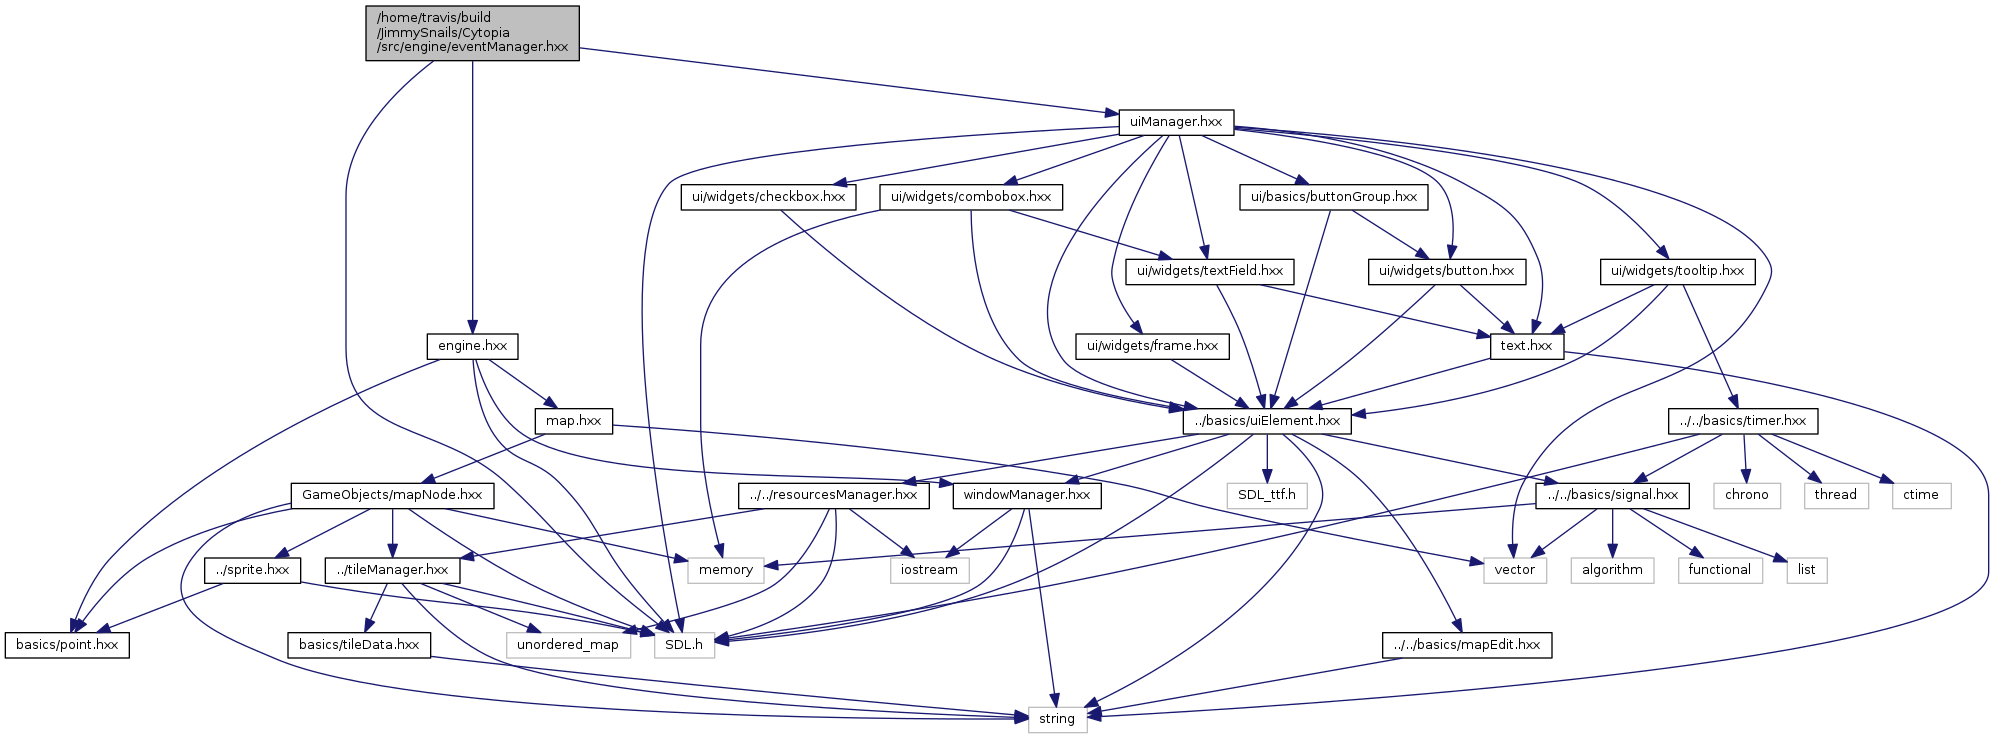 /home/travis/build
/JimmySnails/Cytopia
/src/engine/eventManager.hxx
uiManager.hxx
ui/widgets/checkbox.hxx
ui/widgets/combobox.hxx
ui/basics/buttonGroup.hxx
ui/widgets/textField.hxx
ui/widgets/button.hxx
ui/widgets/tooltip.hxx
engine.hxx
ui/widgets/frame.hxx
text.hxx
map.hxx
../basics/uiElement.hxx
../../basics/timer.hxx
GameObjects/mapNode.hxx
../../resourcesManager.hxx
windowManager.hxx
SDL_ttf.h
../../basics/signal.hxx
chrono
thread
ctime
../sprite.hxx
../tileManager.hxx
memory
iostream
vector
algorithm
functional
list
basics/point.hxx
basics/tileData.hxx
unordered_map
SDL.h
../../basics/mapEdit.hxx
string